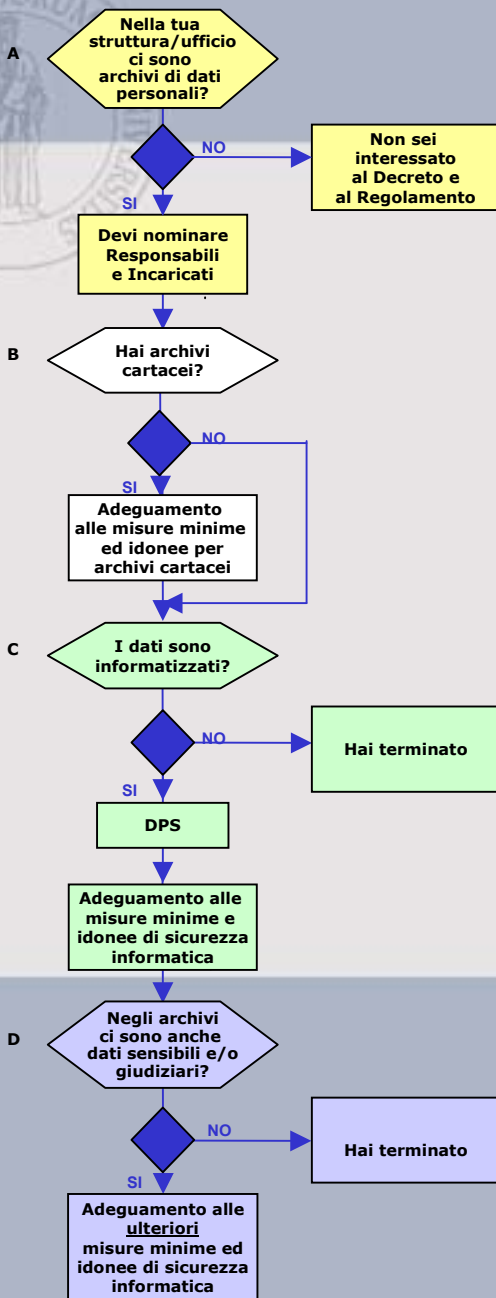 A
Nella tua
struttura/ufficio
ci sono
archivi di dati
personali?
NO
Non sei
interessato
al Decreto e
al Regolamento
SI
Devi nominare
Responsabili
e Incaricati
B
Hai archivi
cartacei?
NO
SI
Adeguamento
alle misure minime
ed idonee per
archivi cartacei
C
I dati sono
informatizzati?
NO
Hai terminato
SI
DPS
Adeguamento alle
misure minime e
idonee di sicurezza
informatica
D
Negli archivi
ci sono anche
dati sensibili e/o
giudiziari?
NO
Hai terminato
SI
Adeguamento alle
ulteriori
misure minime ed
idonee di sicurezza
informatica